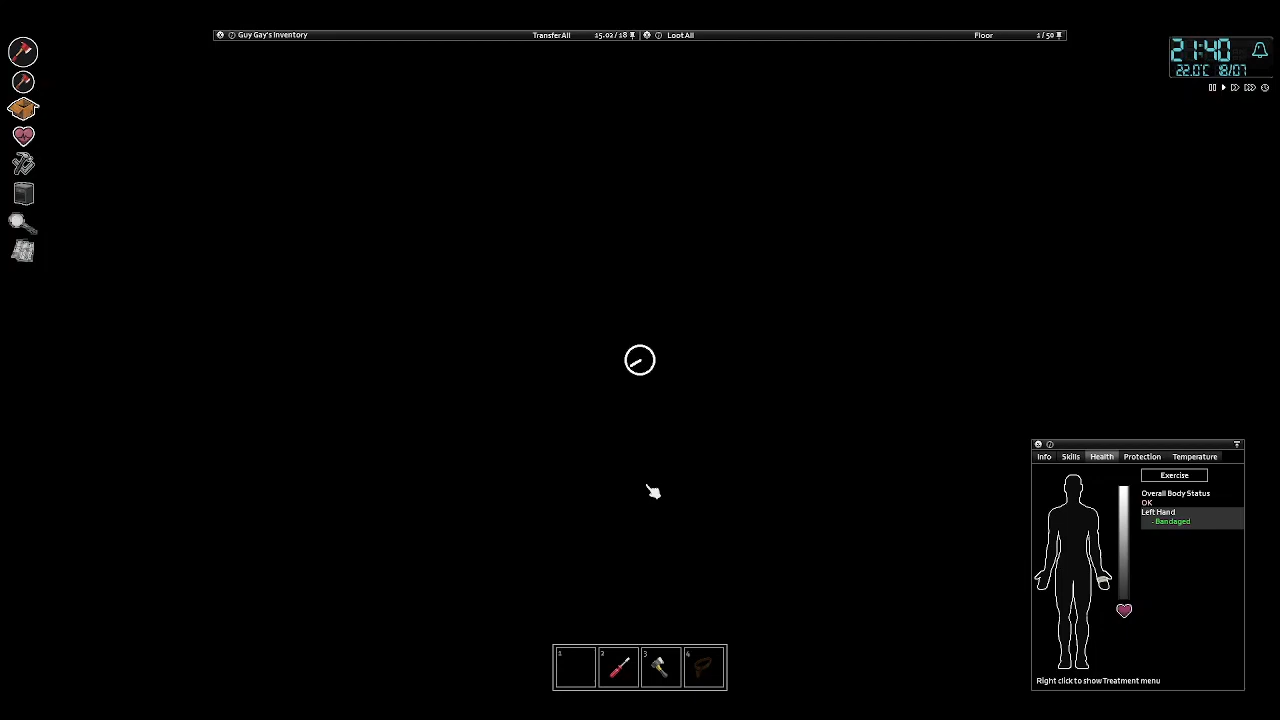 Guy Gay's Inventory Transfer All 15.02 / 18 Loot All Floor 1 / 50
21:40
22.0°C 18/07
Info Skills Health Protection Temperature
Exercise
Overall Body Status
OK
Left Hand
- Bandaged
1 2 3 4
Right click to show Treatment menu